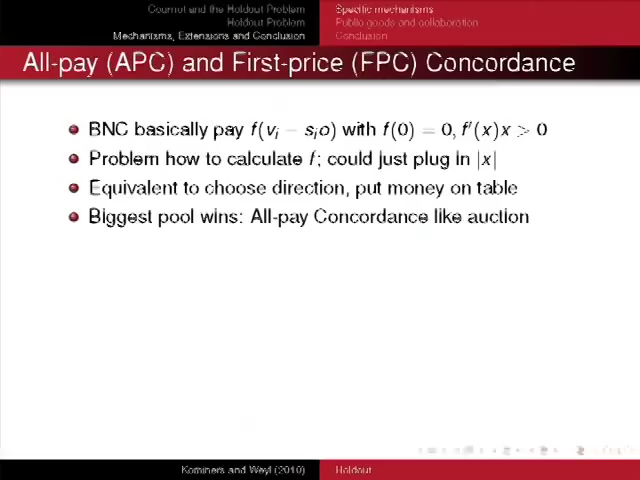 Cournot and the Holdout Problem
Holdout Problem
Mechanisms, Extensions and Conclusion
Specific mechanisms
Public goods and collaboration
Conclusion
All-pay (APC) and First-price (FPC) Concordance
BNC basically pay f(vᵢ − sᵢo) with f(0) = 0, f′(x)x > 0
Problem how to calculate f; could just plug in |x|
Equivalent to choose direction, put money on table
Biggest pool wins: All-pay Concordance like auction
Kominers and Weyl (2010)
Holdout